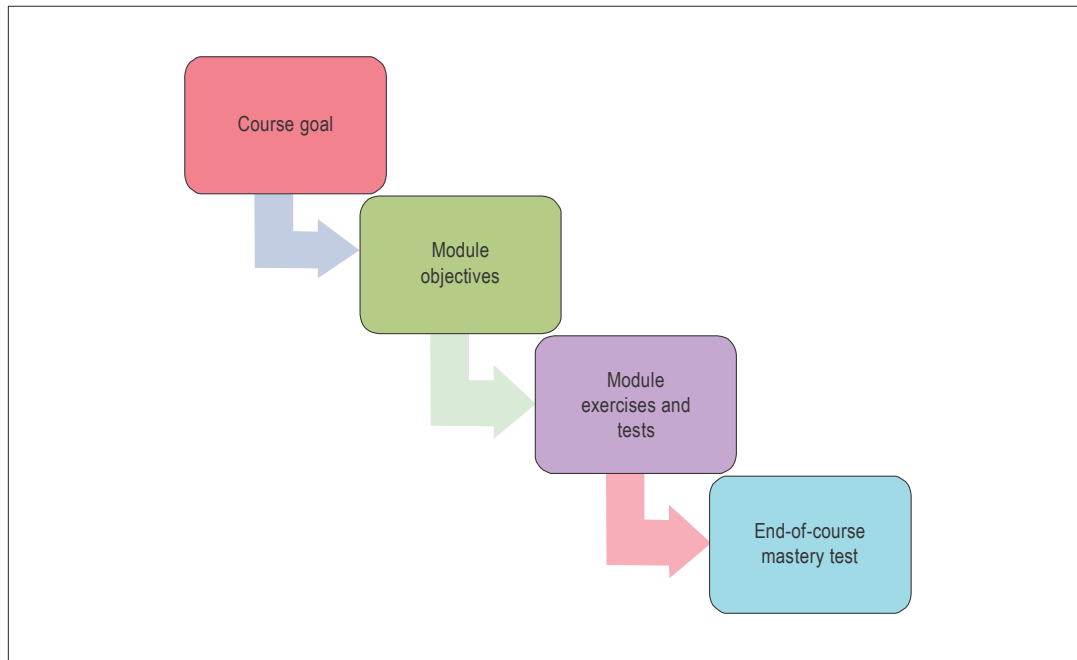 Course goal
Module
objectives
Module
exercises and
tests
End-of-course
mastery test